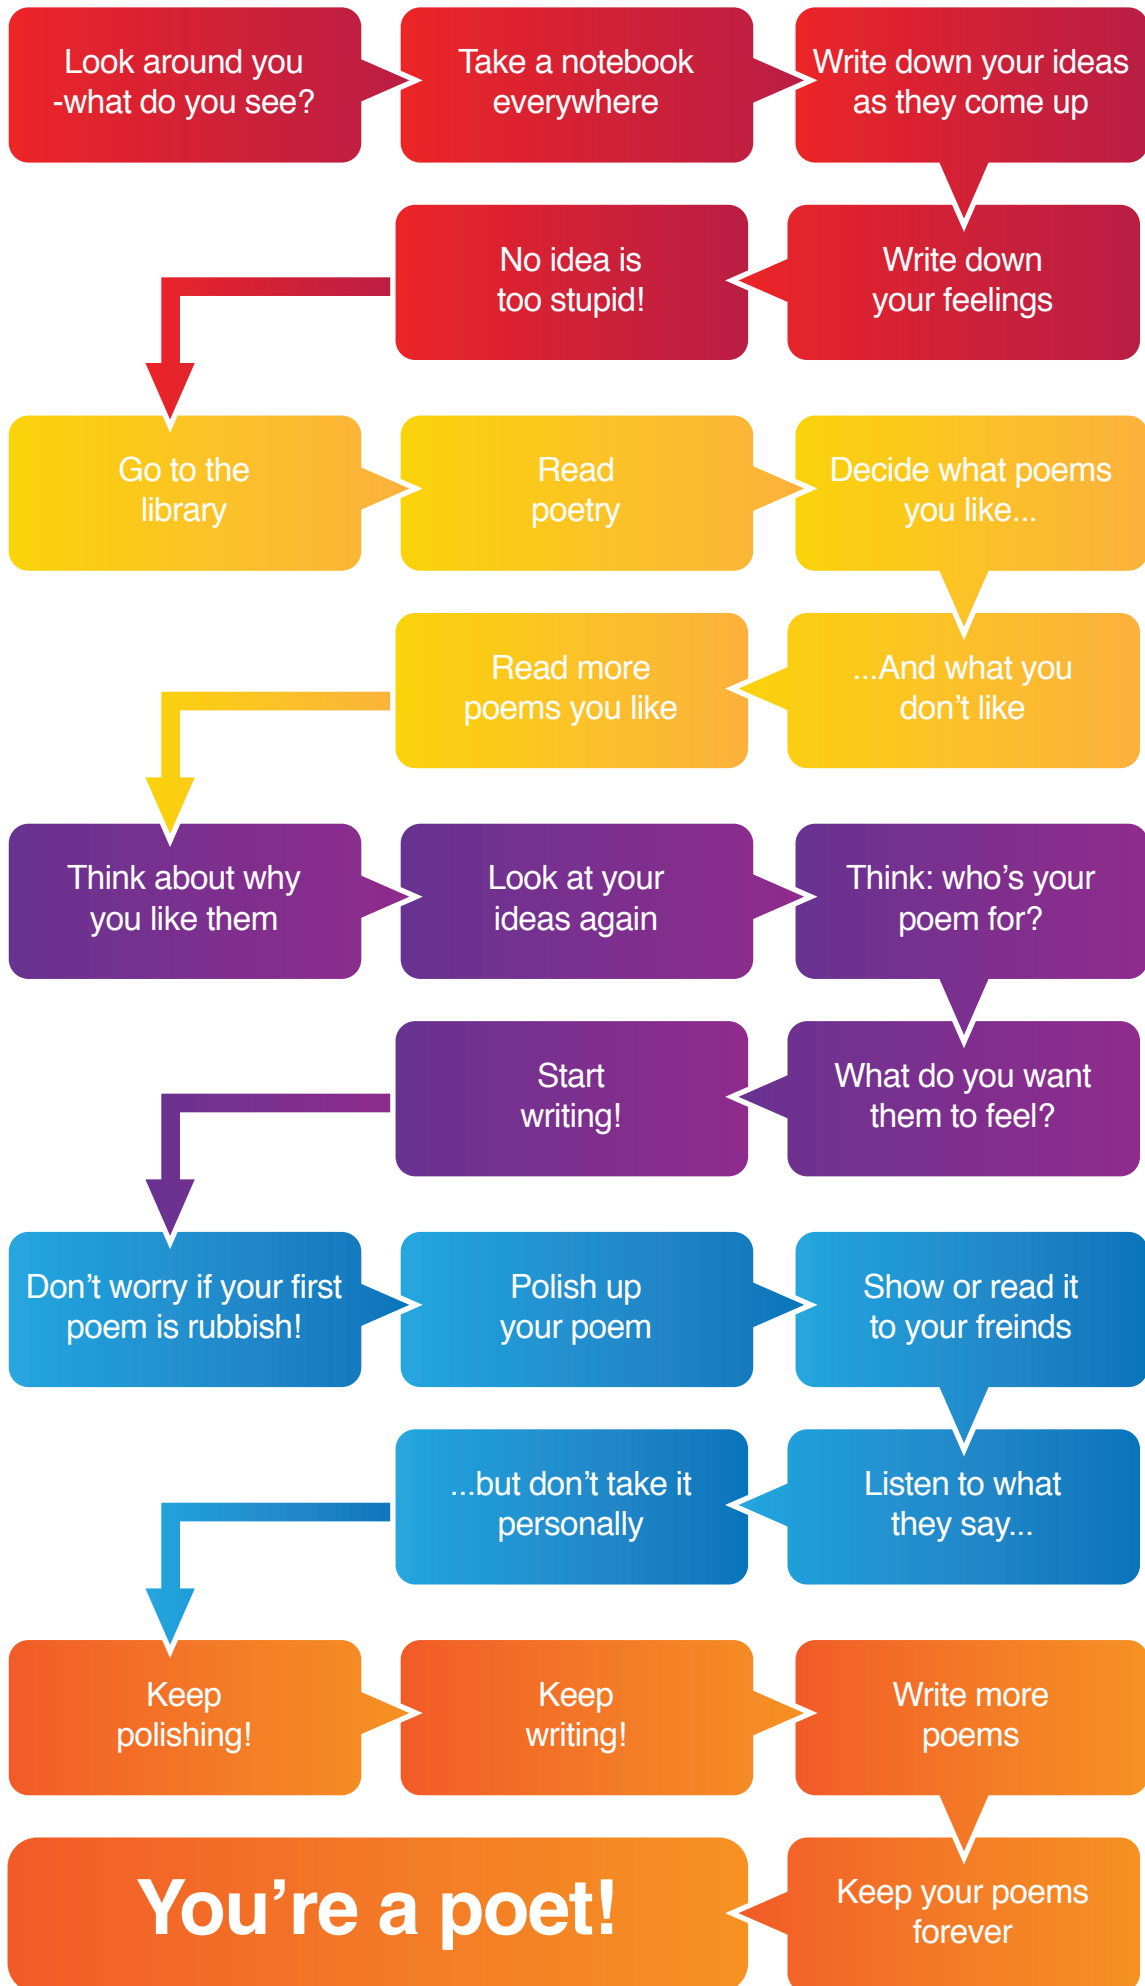 Look around you
-what do you see?
Take a notebook
everywhere
Write down your ideas
as they come up
Write down
your feelings
No idea is
too stupid!
Go to the
library
Read
poetry
Decide what poems
you like...
...And what you
don’t like
Read more
poems you like
Think about why
you like them
Look at your
ideas again
Think: who’s your
poem for?
What do you want
them to feel?
Start
writing!
Don’t worry if your first
poem is rubbish!
Polish up
your poem
Show or read it
to your freinds
Listen to what
they say...
...but don’t take it
personally
Keep
polishing!
Keep
writing!
Write more
poems
Keep your poems
forever
You’re a poet!